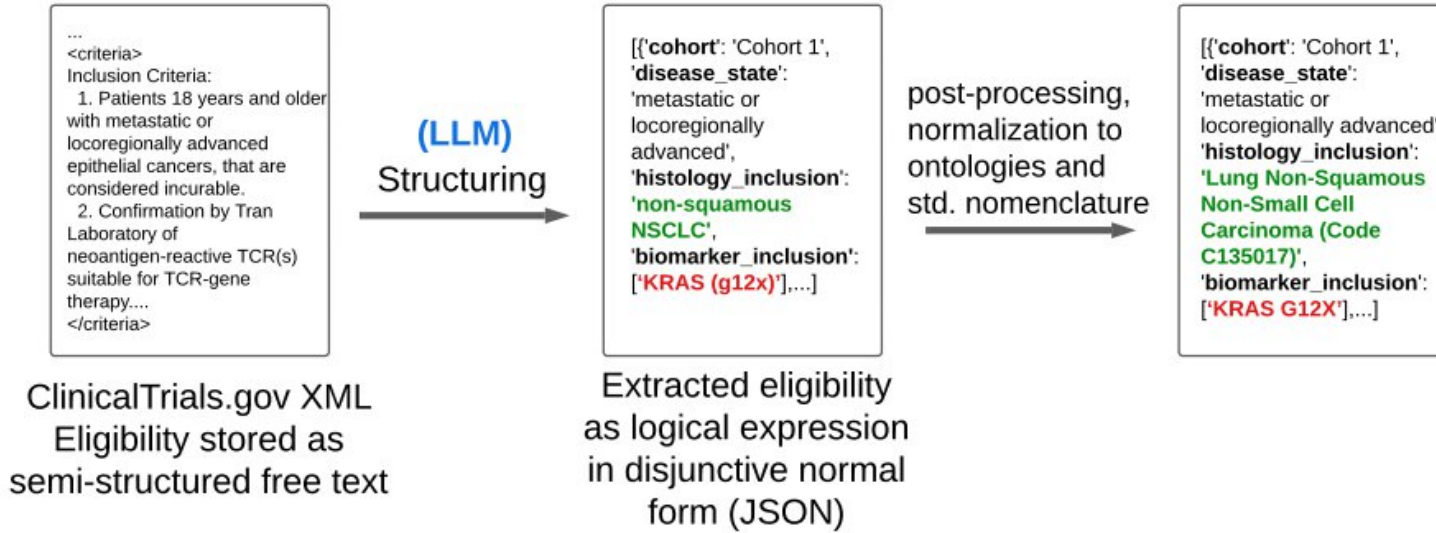 ...
<criteria>
Inclusion Criteria:
1. Patients 18 years and older
with metastatic or
locoregionally advanced
epithelial cancers, that are
considered incurable.
2. Confirmation by Tran
Laboratory of
neoantigen-reactive TCR(s)
suitable for TCR-gene
therapy....
</criteria>
ClinicalTrials.gov XML
Eligibility stored as
semi-structured free text
(LLM)
Structuring
[{'cohort': 'Cohort 1',
'disease_state':
'metastatic or
locoregionally
advanced',
'histology_inclusion':
'non-squamous
NSCLC',
'biomarker_inclusion':
[‘KRAS (g12x)’],...]
Extracted eligibility
as logical expression
in disjunctive normal
form (JSON)
post-processing,
normalization to
ontologies and
std. nomenclature
[{'cohort': 'Cohort 1',
'disease_state':
'metastatic or
locoregionally advanced'
'histology_inclusion':
'Lung Non-Squamous
Non-Small Cell
Carcinoma (Code
C135017)',
'biomarker_inclusion':
[‘KRAS G12X’],...]